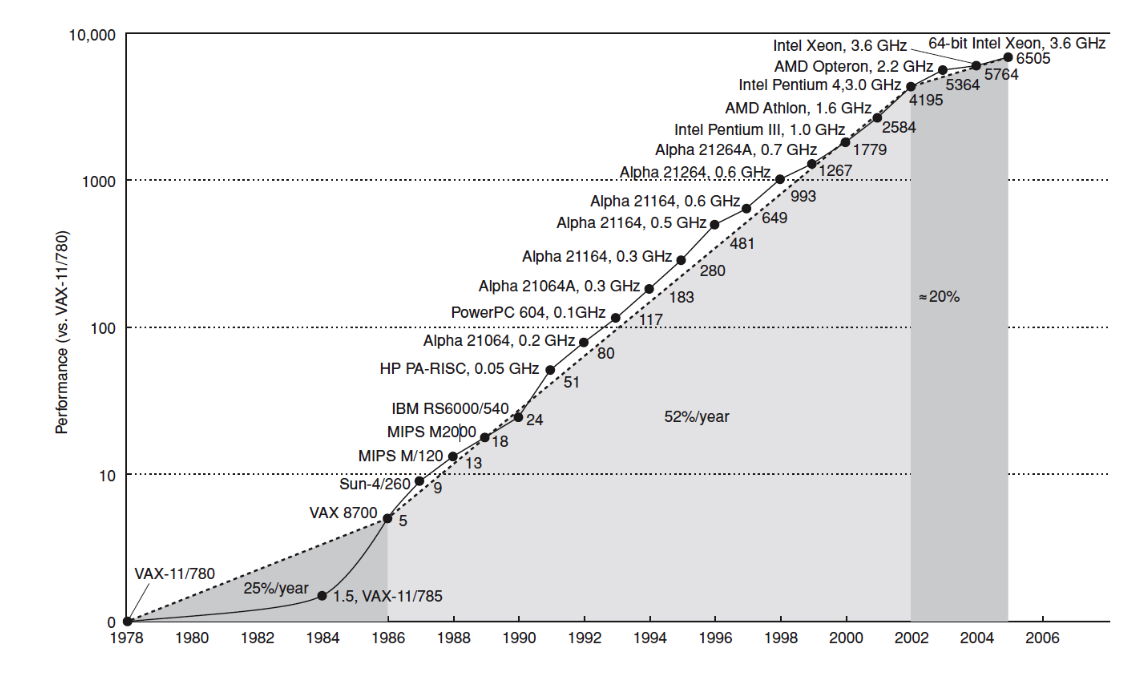 10,000
1000
100
10
0
Performance (vs. VAX-11/780)
64-bit Intel Xeon, 3.6 GHz
6505
Intel Xeon, 3.6 GHz
5764
AMD Opteron, 2.2 GHz
5364
Intel Pentium 4,3.0 GHz
4195
AMD Athlon, 1.6 GHz
2584
Intel Pentium III, 1.0 GHz
1779
Alpha 21264A, 0.7 GHz
1267
Alpha 21264, 0.6 GHz
993
Alpha 21164, 0.6 GHz
649
Alpha 21164, 0.5 GHz
481
Alpha 21164, 0.3 GHz
280
Alpha 21064A, 0.3 GHz
183
PowerPC 604, 0.1GHz
117
Alpha 21064, 0.2 GHz
80
HP PA-RISC, 0.05 GHz
51
IBM RS6000/540
24
MIPS M2000
18
MIPS M/120
13
Sun-4/260
9
VAX 8700
5
VAX-11/780
25%/year
1.5, VAX-11/785
52%/year
≈20%
1978 1980 1982 1984 1986 1988 1990 1992 1994 1996 1998 2000 2002 2004 2006